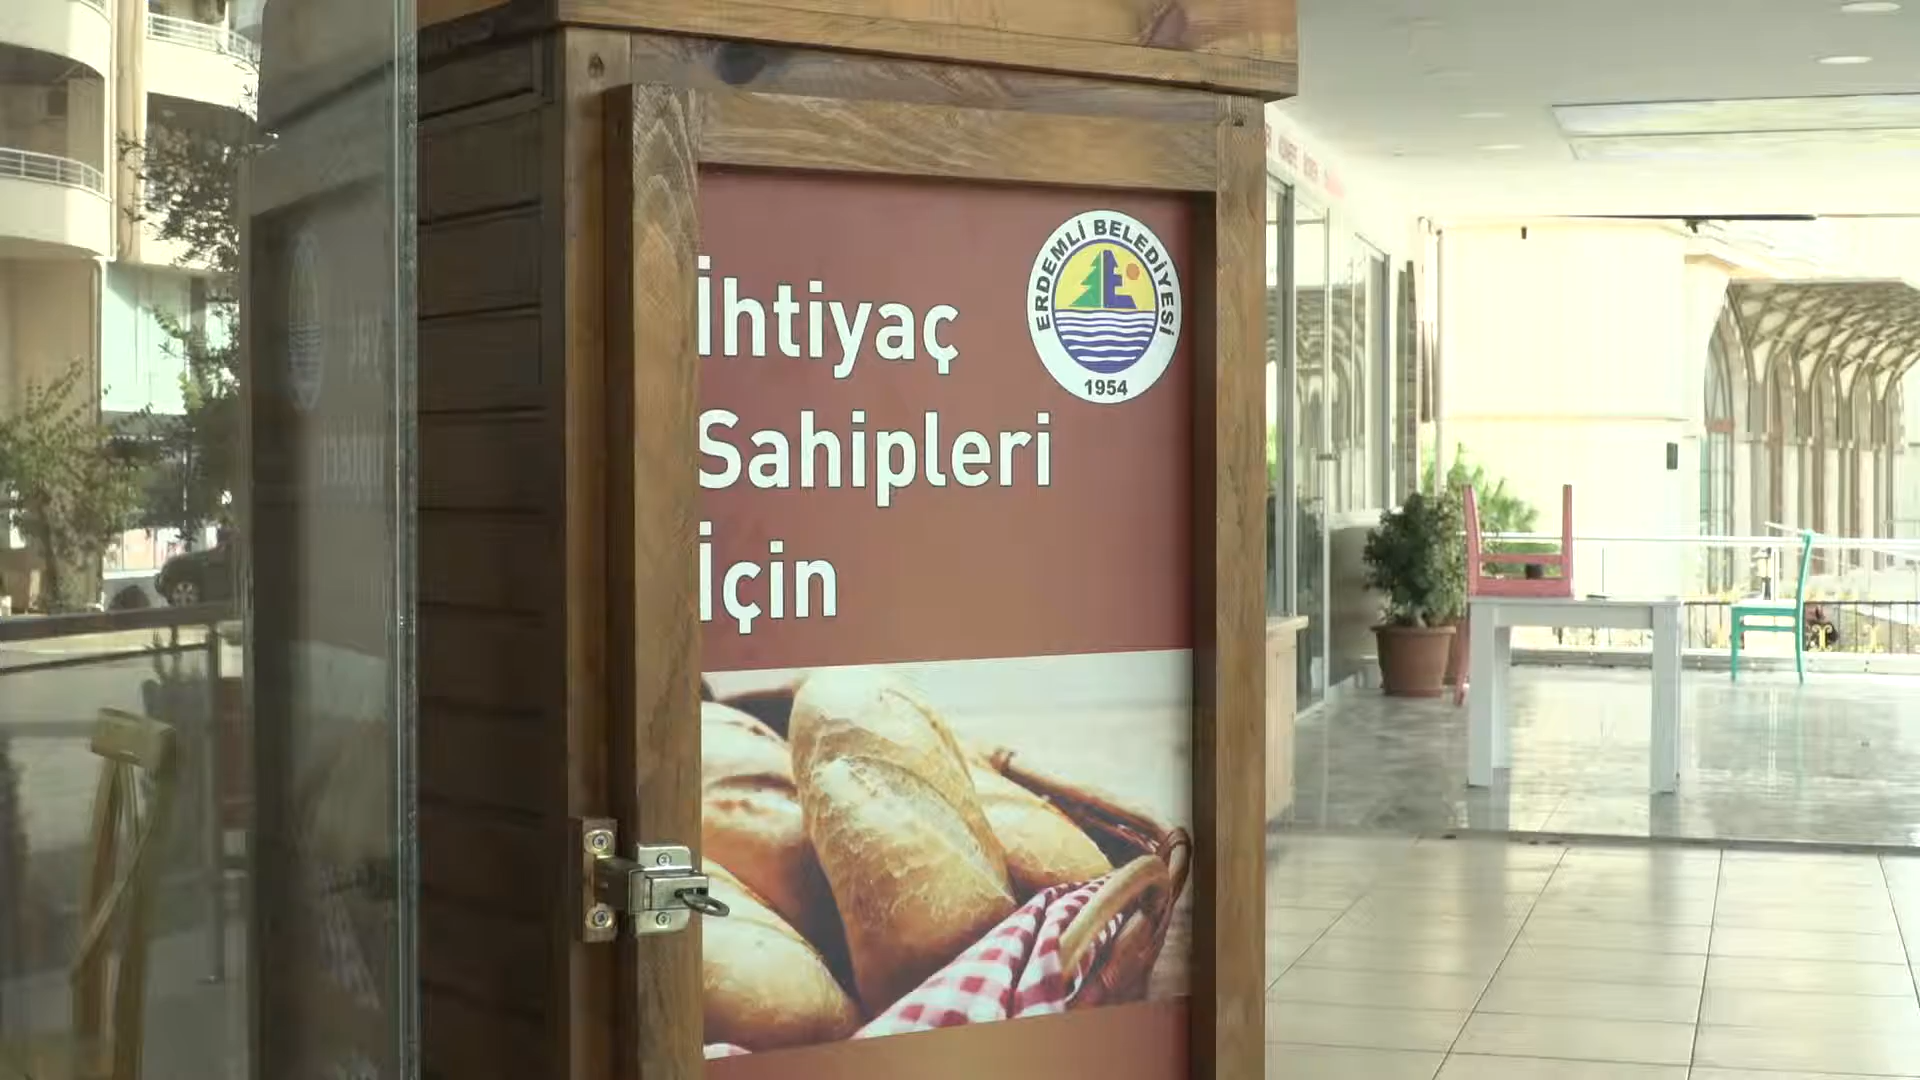 ERDEMLİ BELEDİYESİ
1954
İhtiyaç
Sahipleri
İçin